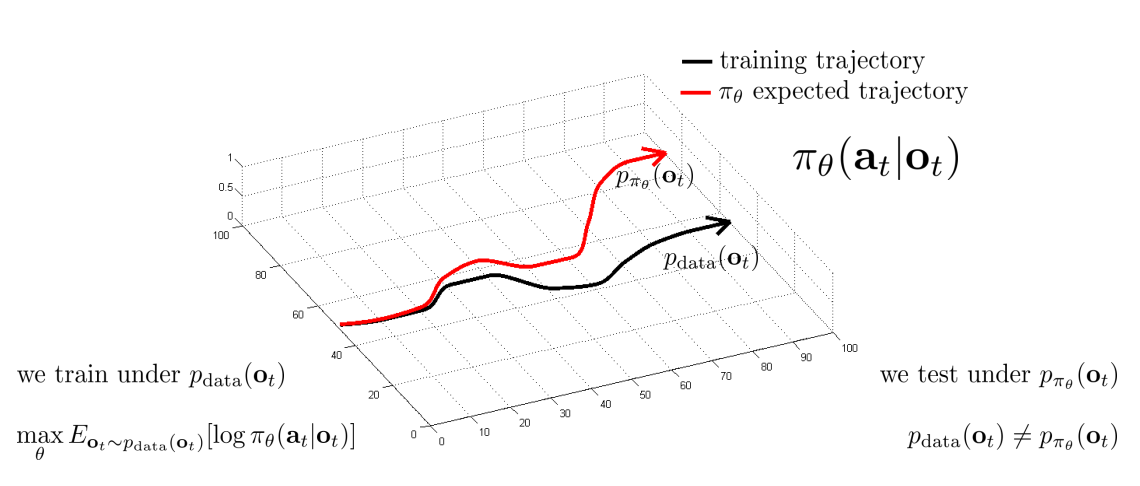 training trajectory
π_θ expected trajectory
π_θ(a_t|o_t)
p_{π_θ}(o_t)
p_data(o_t)
1
0.5
0
100
80
60
40
20
0
0
10
20
30
40
50
60
70
80
90
100
we train under p_data(o_t)
max_θ E_{o_t∼p_data(o_t)}[log π_θ(a_t|o_t)]
we test under p_{π_θ}(o_t)
p_data(o_t) ≠ p_{π_θ}(o_t)